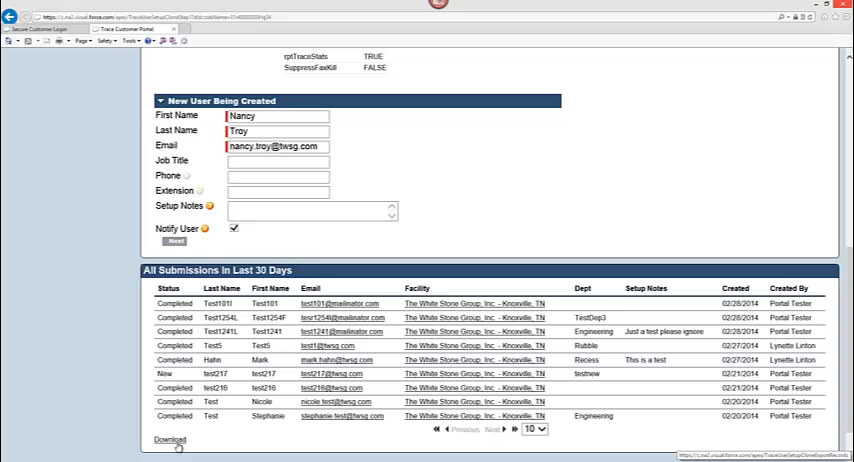 Secure Customer Login
Trace Customer Portal
Page
Safety
Tools
rptTraceStats TRUE
SuppressFaxKill FALSE
New User Being Created
First Name Nancy
Last Name Troy
Email nancy.troy@twsg.com
Job Title
Phone
Extension
Setup Notes
Notify User
Next
All Submissions In Last 30 Days
Status Last Name First Name Email Facility Dept Setup Notes Created Created By
Completed Test101l Test101 test101@mailinator.com The White Stone Group, Inc. - Knoxville, TN 02/28/2014 Portal Tester
Completed Test1254L Test1254F tesr1254l@mailinator.com The White Stone Group, Inc. - Knoxville, TN TestDep3 02/28/2014 Portal Tester
Completed Test1241L Test1241 test1241@mailinator.com The White Stone Group, Inc. - Knoxville, TN Engineering Just a test please ignore 02/28/2014 Portal Tester
Completed Test5 Test5 test1@twsg.com The White Stone Group, Inc. - Knoxville, TN Rubble 02/27/2014 Lynette Linton
Completed Hahn Mark mark.hahn@twsg.com The White Stone Group, Inc. - Knoxville, TN Recess This is a test 02/27/2014 Portal Tester
New test217 test217 test217@twsg.com The White Stone Group, Inc. - Knoxville, TN testnew 02/21/2014 Portal Tester
Completed test216 test216 test216@twsg.com The White Stone Group, Inc. - Knoxville, TN 02/21/2014 Portal Tester
Completed Test Nicole nicole.test@twsg.com The White Stone Group, Inc. - Knoxville, TN 02/20/2014 Portal Tester
Completed Test Stephanie stephanie.test@twsg.com The White Stone Group, Inc. - Knoxville, TN Engineering 02/20/2014 Portal Tester
Previous Next 10
Download